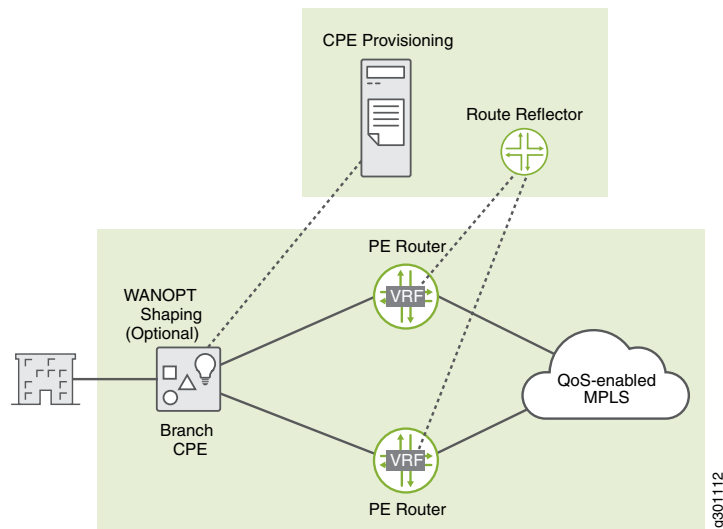 CPE Provisioning
Route Reflector
PE Router
VRF
WANOPT
Shaping
(Optional)
QoS-enabled
MPLS
Branch
CPE
VRF
PE Router
g301112